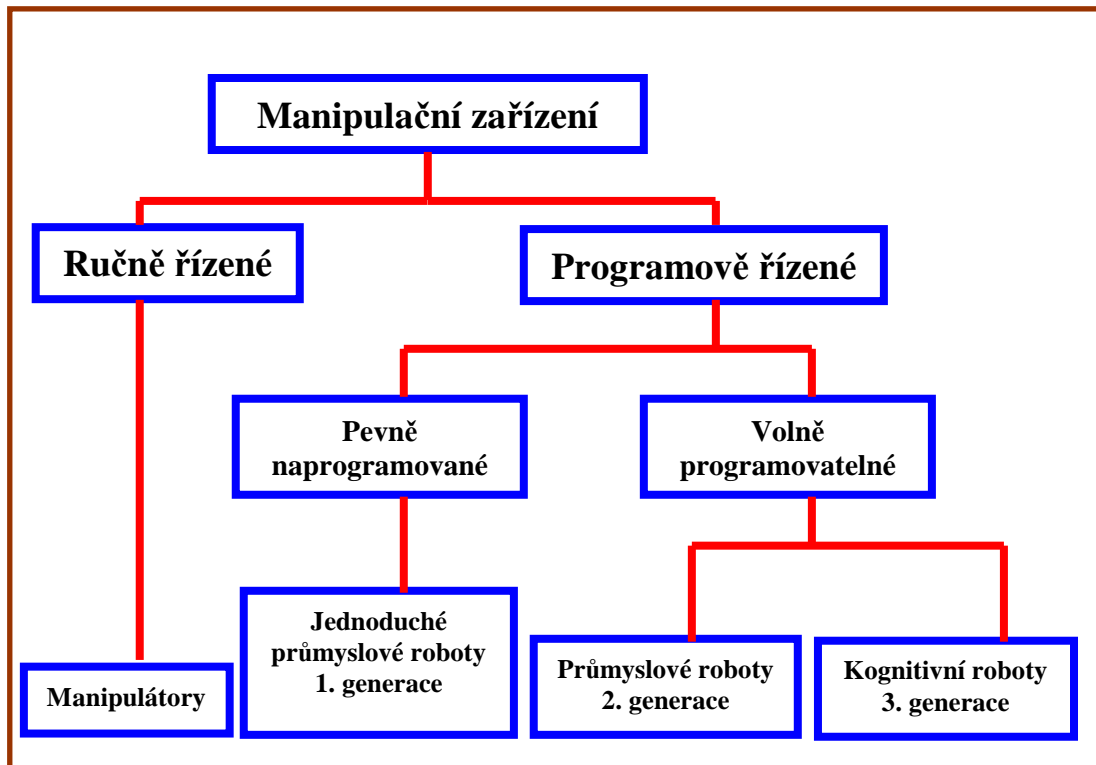 Manipulační zařízení
Ručně řízené
Programově řízené
Pevně
naprogramované
Volně
programovatelné
Jednoduché
průmyslové roboty
1. generace
Manipulátory
Průmyslové roboty
2. generace
Kognitivní roboty
3. generace